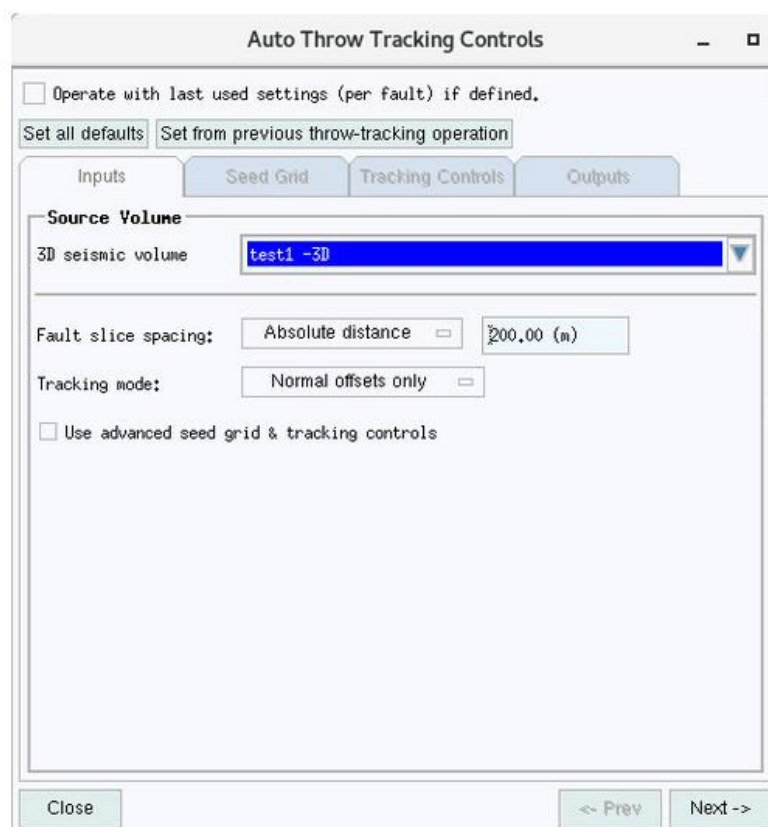 Auto Throw Tracking Controls
Operate with last used settings (per fault) if defined.
Set all defaults Set from previous throw-tracking operation
Inputs Seed Grid Tracking Controls Outputs
Source Volume
3D seismic volume test1 -3D
Fault slice spacing: Absolute distance 200.00 (m)
Tracking mode: Normal offsets only
Use advanced seed grid & tracking controls
Close <- Prev Next ->